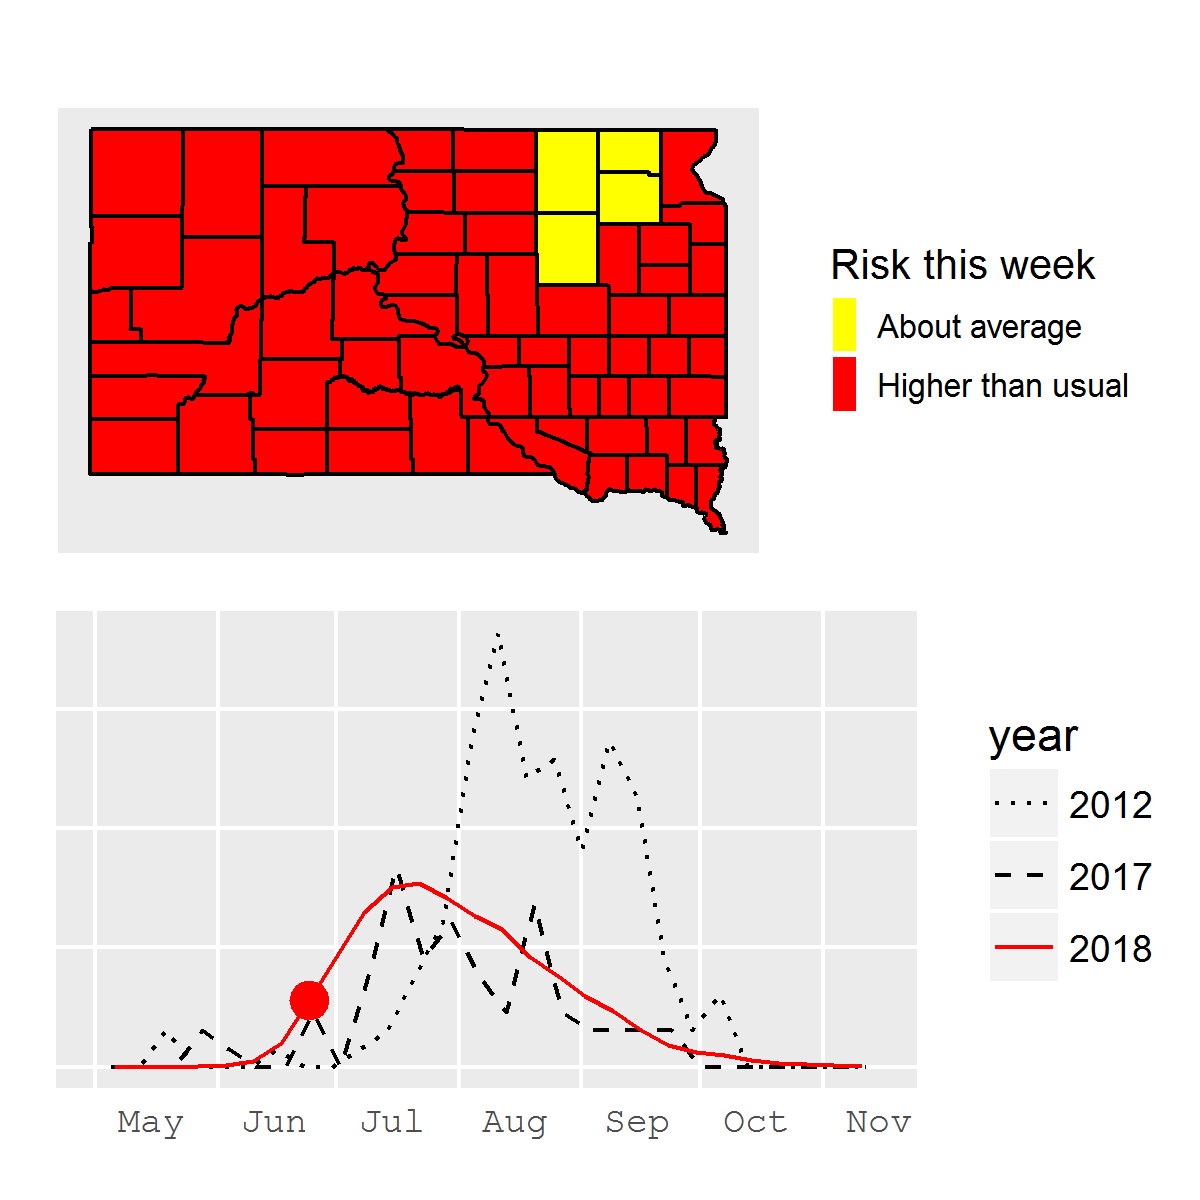 Risk this week
About average
Higher than usual
year
2012
2017
2018
May Jun Jul Aug Sep Oct Nov